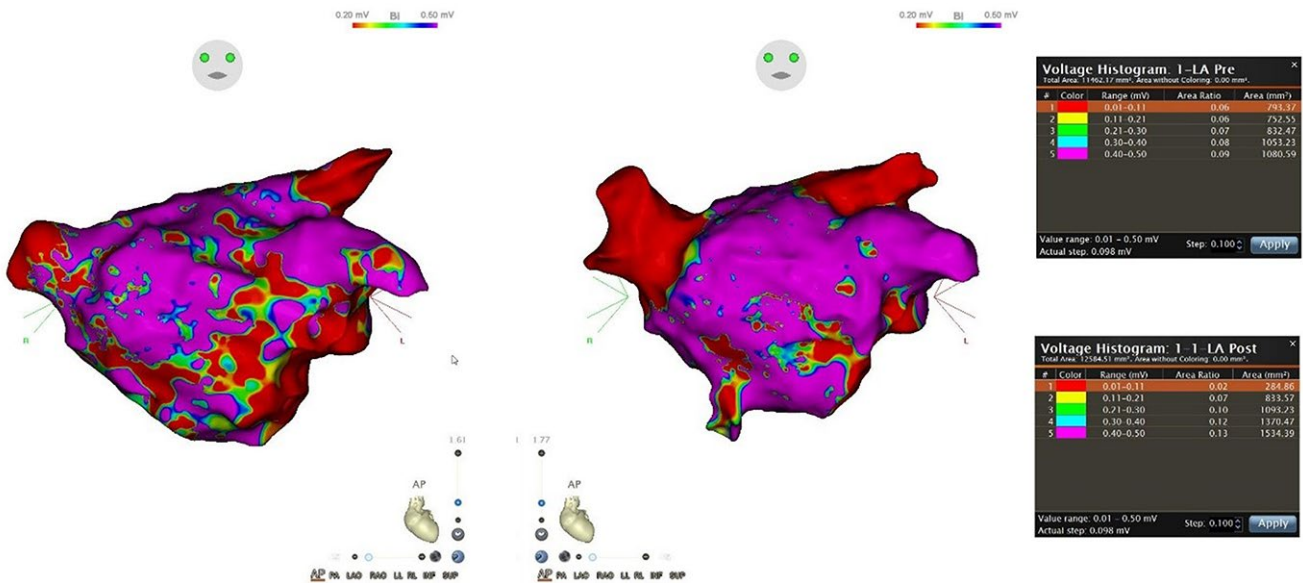 0.20 mV BI 0.50 mV
0.20 mV BI 0.50 mV
R
L
R
L
1.61
AP
AP PA LAO RAO LL RL INF SUP
1.77
AP
AP PA LAO RAO LL RL INF SUP
Voltage Histogram: 1-LA Pre
Total Area: 11462.17 mm². Area without Coloring: 0.00 mm².
# Color Range (mV) Area Ratio Area (mm²)
1 0.01-0.11 0.06 793.37
2 0.11-0.21 0.06 752.55
3 0.21-0.30 0.07 832.47
4 0.30-0.40 0.08 1053.23
5 0.40-0.50 0.09 1080.59
Value range: 0.01 - 0.50 mV
Actual step: 0.098 mV
Step: 0.100
Apply
Voltage Histogram: 1-1-LA Post
Total Area: 12584.51 mm². Area without Coloring: 0.00 mm².
# Color Range (mV) Area Ratio Area (mm²)
1 0.01-0.11 0.02 284.86
2 0.11-0.21 0.07 833.57
3 0.21-0.30 0.10 1093.23
4 0.30-0.40 0.12 1370.47
5 0.40-0.50 0.13 1534.39
Value range: 0.01 - 0.50 mV
Actual step: 0.098 mV
Step: 0.100
Apply